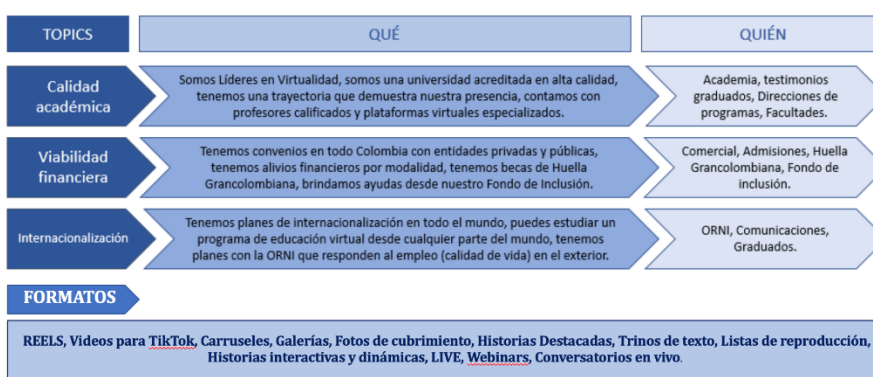 TOPICS
QUÉ
QUIÉN
Calidad
académica
Somos Líderes en Virtualidad, somos una universidad acreditada en alta calidad,
tenemos una trayectoria que demuestra nuestra presencia, contamos con
profesores calificados y plataformas virtuales especializados.
Academia, testimonios
graduados, Direcciones de
programas, Facultades.
Viabilidad
financiera
Tenemos convenios en todo Colombia con entidades privadas y públicas,
tenemos alivios financieros por modalidad, tenemos becas de Huella
Grancolombiana, brindamos ayudas desde nuestro Fondo de Inclusión.
Comercial, Admisiones, Huella
Grancolombiana, Fondo de
inclusión.
Internacionalización
Tenemos planes de internacionalización en todo el mundo, puedes estudiar un
programa de educación virtual desde cualquier parte del mundo, tenemos
planes con la ORNI que responden al empleo (calidad de vida) en el exterior.
ORNI, Comunicaciones,
Graduados.
FORMATOS
REELS, Videos para TikTok, Carruseles, Galerías, Fotos de cubrimiento, Historias Destacadas, Trinos de texto, Listas de reproducción,
Historias interactivas y dinámicas, LIVE, Webinars, Conversatorios en vivo.